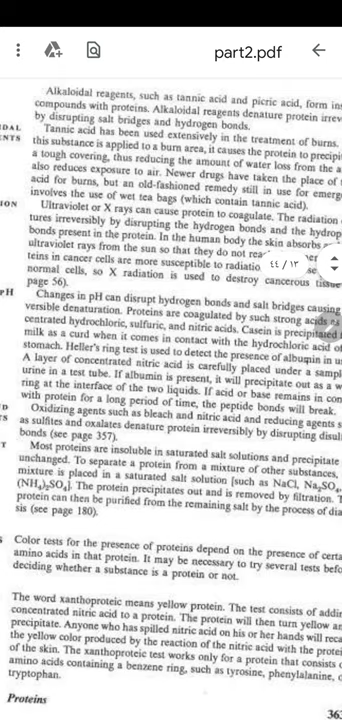 part2.pdf
Alkaloidal reagents, such as tannic acid and picric acid, form ins
compounds with proteins. Alkaloidal reagents denature protein irrev
by disrupting salt bridges and hydrogen bonds.
IDAL
Tannic acid has been used extensively in the treatment of burns.
ENTS
this substance is applied to a burn area, it causes the protein to precipi
a tough covering, thus reducing the amount of water loss from the a
also reduces exposure to air. Newer drugs have taken the place of
acid for burns, but an old-fashioned remedy still in use for emerg
involves the use of wet tea bags (which contain tannic acid).
ION
Ultraviolet or X rays can cause protein to coagulate. The radiation
tures irreversibly by disrupting the hydrogen bonds and the hydrop
bonds present in the protein. In the human body the skin absorbs
ultraviolet rays from the sun so that they do not
teins in cancer cells are more susceptible to radiatio
٤٤ / ١٣
normal cells, so X radiation is used to destroy cancerous tissue
page 56).
pH
Changes in pH can disrupt hydrogen bonds and salt bridges causing
versible denaturation. Proteins are coagulated by such strong acids as
centrated hydrochloric, sulfuric, and nitric acids. Casein is precipitated
milk as a curd when it comes in contact with the hydrochloric acid of
stomach. Heller's ring test is used to detect the presence of albumin in u
A layer of concentrated nitric acid is carefully placed under a sampl
urine in a test tube. If albumin is present, it will precipitate out as a w
ring at the interface of the two liquids. If acid or base remains in con
with protein for a long period of time, the peptide bonds will break.
D
Oxidizing agents such as bleach and nitric acid and reducing agents s
TS
as sulfites and oxalates denature protein irreversibly by disrupting disul
bonds (see page 357).
T
Most proteins are insoluble in saturated salt solutions and precipitate
unchanged. To separate a protein from a mixture of other substances,
mixture is placed in a saturated salt solution [such as NaCl, Na₂SO₄,
(NH₄)₂SO₄]. The protein precipitates out and is removed by filtration. T
protein can then be purified from the remaining salt by the process of dia
sis (see page 180).
S
Color tests for the presence of proteins depend on the presence of certa
amino acids in that protein. It may be necessary to try several tests befo
deciding whether a substance is a protein or not.
The word xanthoproteic means yellow protein. The test consists of addin
concentrated nitric acid to a protein. The protein will then turn yellow an
precipitate. Anyone who has spilled nitric acid on his or her hands will reca
the yellow color produced by the reaction of the nitric acid with the protei
of the skin. The xanthoproteic test works only for a protein that consists o
amino acids containing a benzene ring, such as tyrosine, phenylalanine,
tryptophan.
Proteins
363